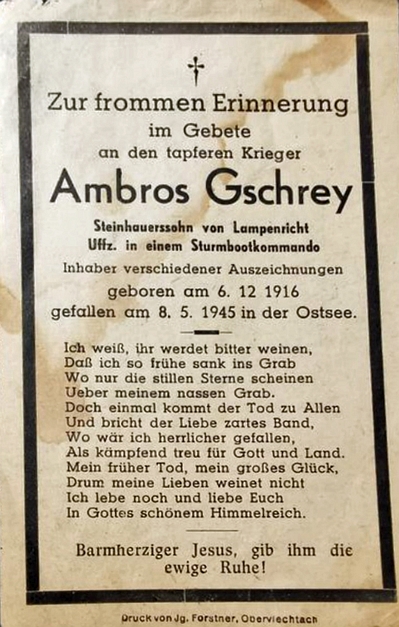 †
Zur frommen Erinnerung
im Gebete
an den tapferen Krieger
Ambros Gschrey
Steinhauerssohn von Lampenricht
Uffz. in einem Sturmbootkommando
Inhaber verschiedener Auszeichnungen
geboren am 6. 12 1916
gefallen am 8. 5. 1945 in der Ostsee.
Ich weiß, ihr werdet bitter weinen,
Daß ich so frühe sank ins Grab
Wo nur die stillen Sterne scheinen
Ueber meinem nassen Grab.
Doch einmal kommt der Tod zu Allen
Und bricht der Liebe zartes Band,
Wo wär ich herrlicher gefallen,
Als kämpfend treu für Gott und Land.
Mein früher Tod, mein großes Glück,
Drum meine Lieben weinet nicht
Ich lebe noch und liebe Euch
In Gottes schönem Himmelreich.
Barmherziger Jesus, gib ihm die
ewige Ruhe!
Druck von Jg. Forstner, Oberviechtach